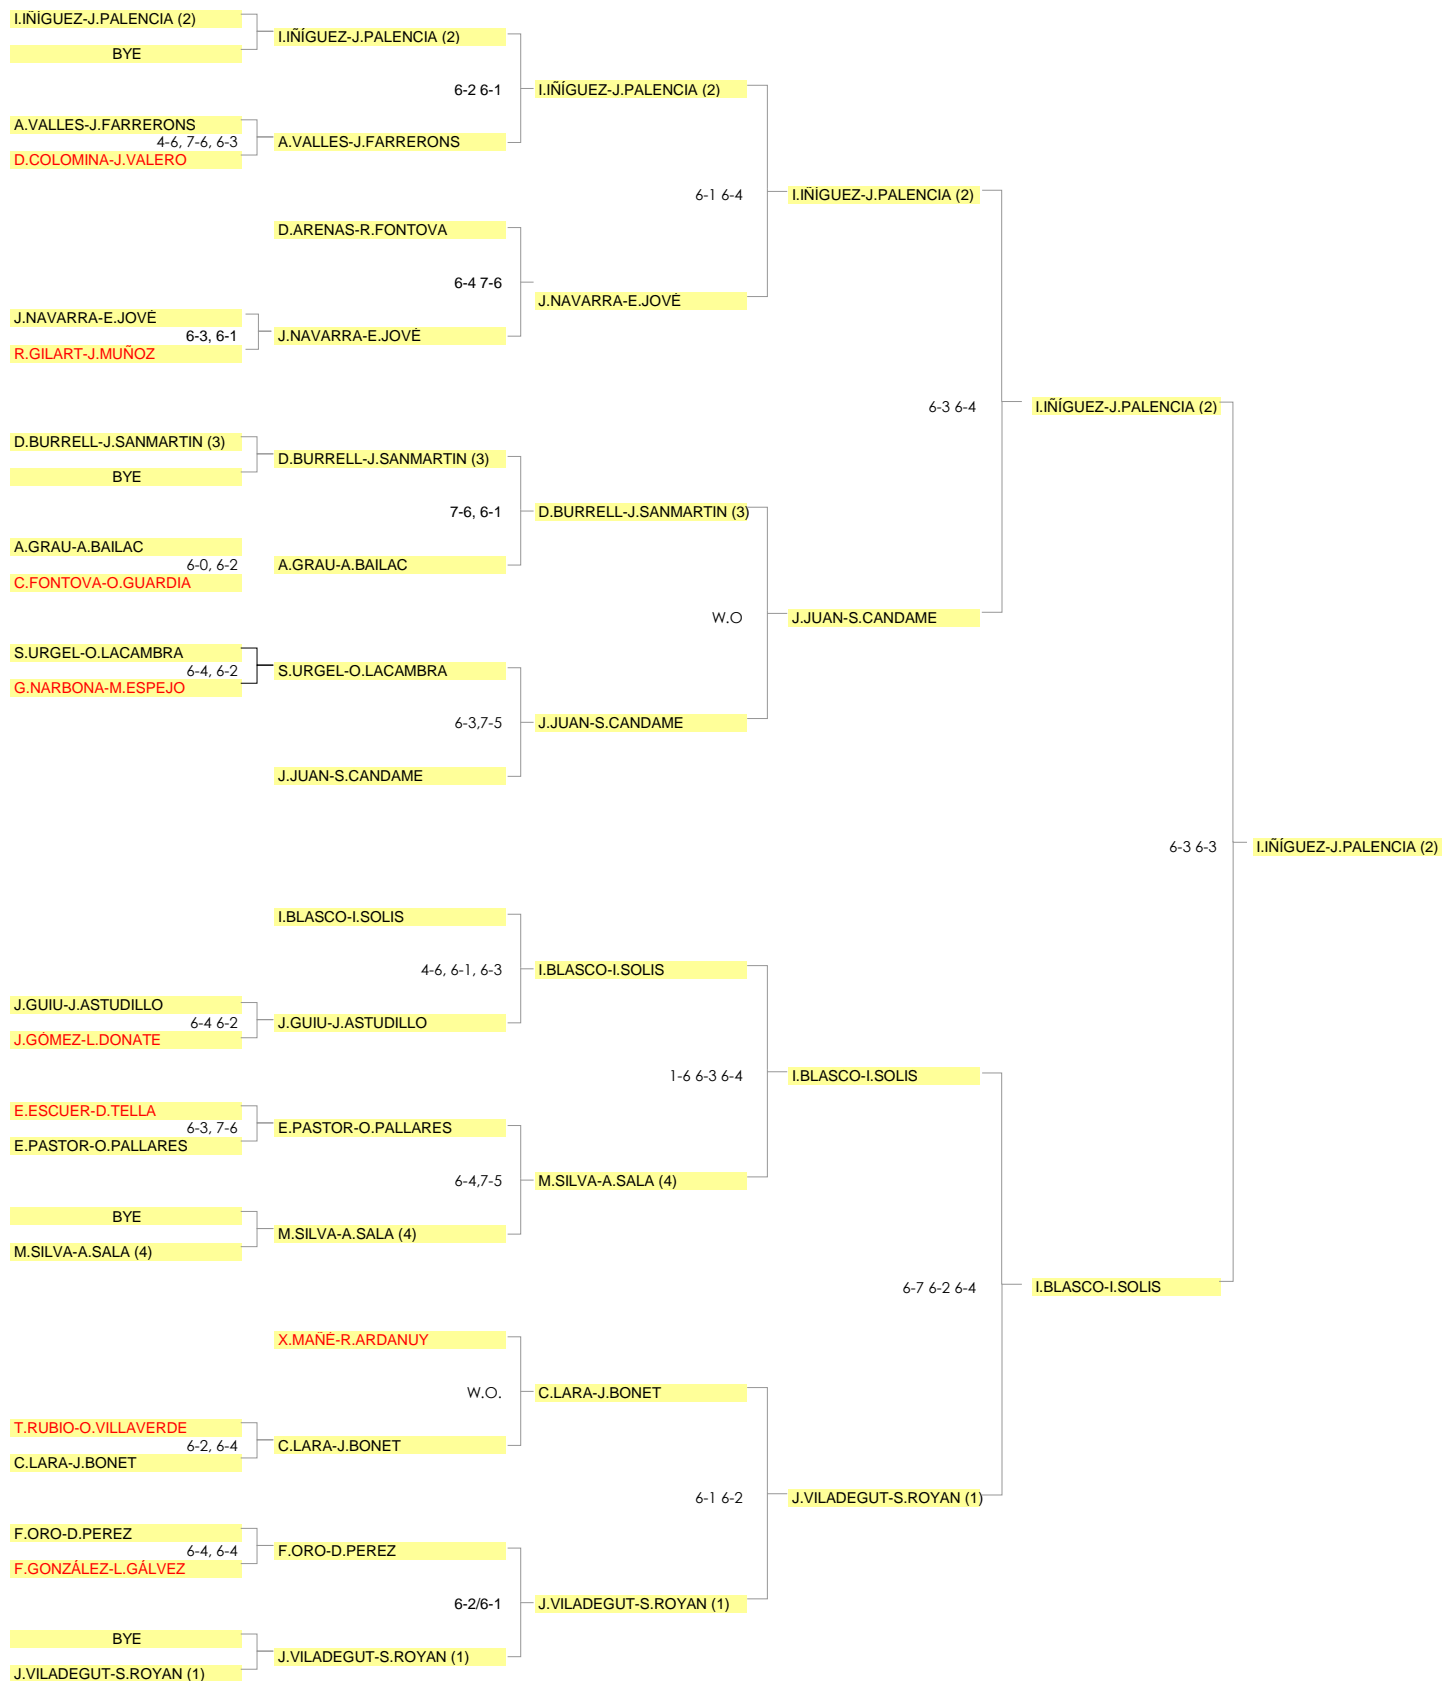 I.IÑÍGUEZ-J.PALENCIA (2)
I.IÑÍGUEZ-J.PALENCIA (2)
BYE
6-2 6-1
I.IÑÍGUEZ-J.PALENCIA (2)
A.VALLES-J.FARRERONS
4-6, 7-6, 6-3
A.VALLES-J.FARRERONS
D.COLOMINA-J.VALERO
6-1 6-4
I.IÑÍGUEZ-J.PALENCIA (2)
D.ARENAS-R.FONTOVA
6-4 7-6
J.NAVARRA-E.JOVÉ
J.NAVARRA-E.JOVÉ
6-3, 6-1
J.NAVARRA-E.JOVÉ
R.GILART-J.MUÑOZ
6-3 6-4
I.IÑÍGUEZ-J.PALENCIA (2)
D.BURRELL-J.SANMARTIN (3)
D.BURRELL-J.SANMARTIN (3)
BYE
7-6, 6-1
D.BURRELL-J.SANMARTIN (3)
A.GRAU-A.BAILAC
6-0, 6-2
A.GRAU-A.BAILAC
C.FONTOVA-O.GUARDIA
W.O
J.JUAN-S.CANDAME
S.URGEL-O.LACAMBRA
6-4, 6-2
S.URGEL-O.LACAMBRA
G.NARBONA-M.ESPEJO
6-3,7-5
J.JUAN-S.CANDAME
J.JUAN-S.CANDAME
6-3 6-3
I.IÑÍGUEZ-J.PALENCIA (2)
I.BLASCO-I.SOLIS
4-6, 6-1, 6-3
I.BLASCO-I.SOLIS
J.GUIU-J.ASTUDILLO
6-4 6-2
J.GUIU-J.ASTUDILLO
J.GÓMEZ-L.DONATE
1-6 6-3 6-4
I.BLASCO-I.SOLIS
E.ESCUER-D.TELLA
6-3, 7-6
E.PASTOR-O.PALLARES
E.PASTOR-O.PALLARES
6-4,7-5
M.SILVA-A.SALA (4)
BYE
M.SILVA-A.SALA (4)
M.SILVA-A.SALA (4)
6-7 6-2 6-4
I.BLASCO-I.SOLIS
X.MAÑÉ-R.ARDANUY
W.O.
C.LARA-J.BONET
T.RUBIO-O.VILLAVERDE
6-2, 6-4
C.LARA-J.BONET
C.LARA-J.BONET
6-1 6-2
J.VILADEGUT-S.ROYAN (1)
F.ORO-D.PEREZ
6-4, 6-4
F.ORO-D.PEREZ
F.GONZÁLEZ-L.GÁLVEZ
6-2/6-1
J.VILADEGUT-S.ROYAN (1)
BYE
J.VILADEGUT-S.ROYAN (1)
J.VILADEGUT-S.ROYAN (1)